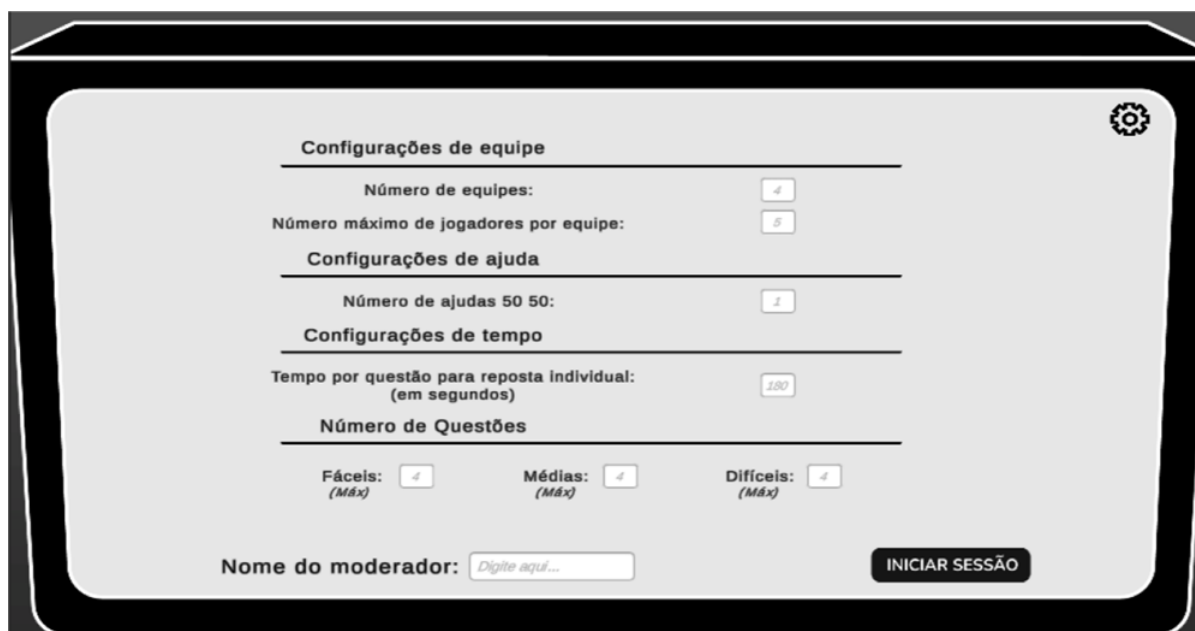 Configurações de equipe
Número de equipes: 4
Número máximo de jogadores por equipe: 5
Configurações de ajuda
Número de ajudas 50 50: 1
Configurações de tempo
Tempo por questão para reposta individual: 180
(em segundos)
Número de Questões
Fáceis: 4 Médias: 4 Difíceis: 4
(Máx) (Máx) (Máx)
Nome do moderador: Digite aqui... INICIAR SESSÃO